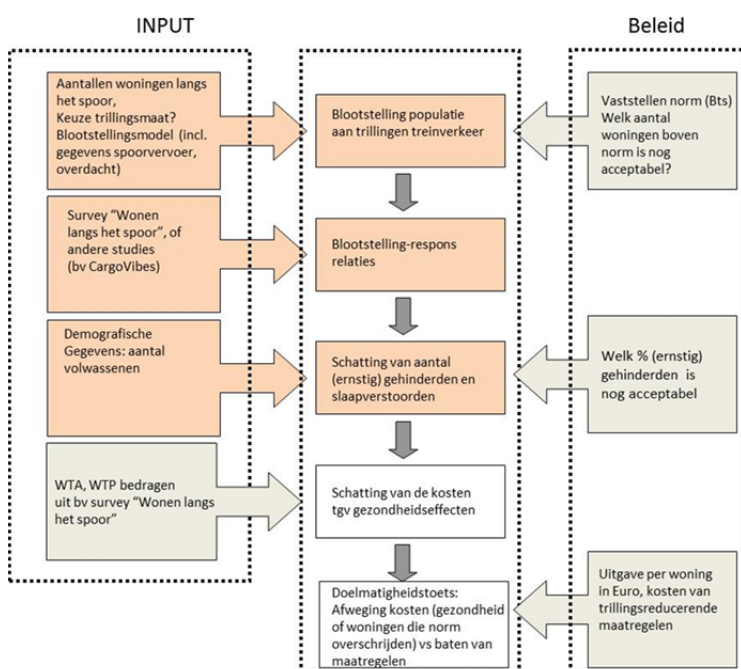 INPUT
Beleid
Aantallen woningen langs
het spoor,
Keuze trillingsmaat?
Blootstellingsmodel (incl.
gegevens spoorvervoer,
overdacht)
Blootstelling populatie
aan trillingen treinverkeer
Vaststellen norm (Bts)
Welk aantal
woningen boven
norm is nog
acceptabel?
Survey “Wonen
langs het spoor”, of
andere studies
(bv CargoVibes)
Blootstelling-respons
relaties
Demografische
Gegevens: aantal
volwassenen
Schatting van aantal
(ernstig) gehinderden en
slaapverstoorden
Welk % (ernstig)
gehinderden is
nog acceptabel
WTA, WTP bedragen
uit bv survey “Wonen langs
het spoor”
Schatting van de kosten
tgv gezondheidseffecten
Doelmatigheidstoets:
Afweging kosten (gezondheid
of woningen die norm
overschrijden) vs baten van
maatregelen
Uitgave per woning
in Euro, kosten van
trillingsreducerende
maatregelen